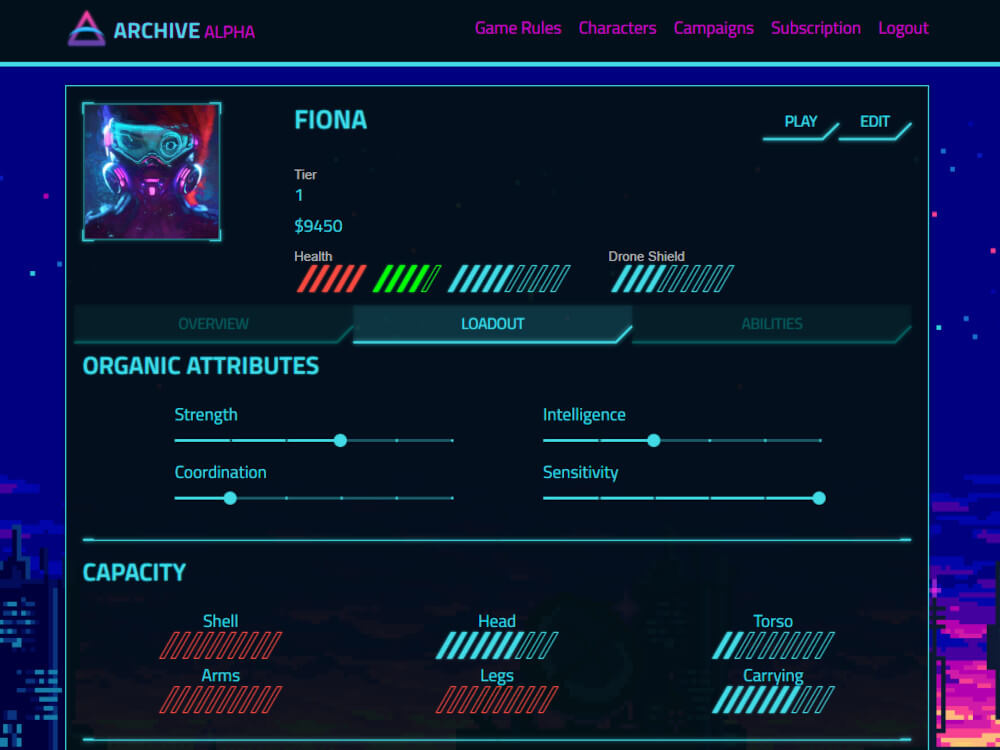 ARCHIVE ALPHA
Game Rules Characters Campaigns Subscription Logout
FIONA
PLAY EDIT
Tier
1
$9450
Health Drone Shield
OVERVIEW LOADOUT ABILITIES
ORGANIC ATTRIBUTES
Strength Intelligence
Coordination Sensitivity
CAPACITY
Shell Head Torso
Arms Legs Carrying